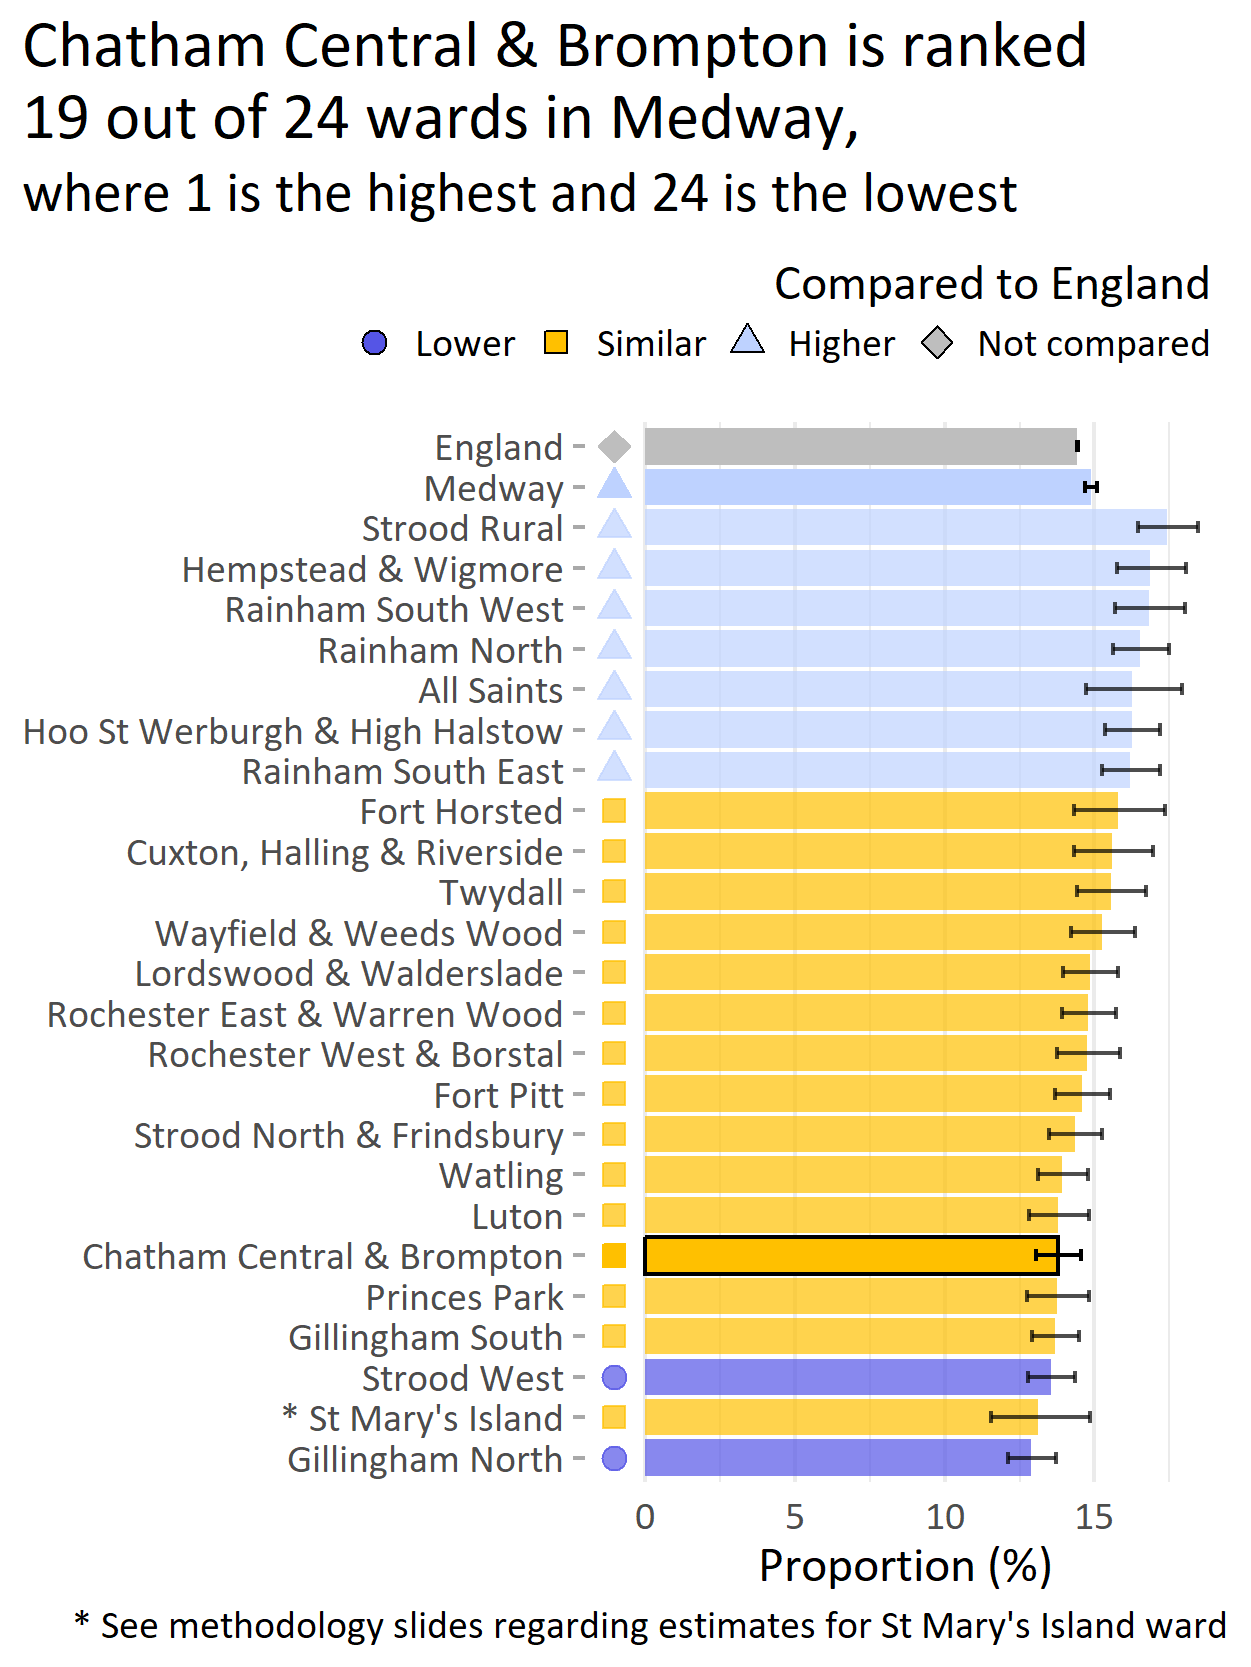 Chatham Central & Brompton is ranked
19 out of 24 wards in Medway,
where 1 is the highest and 24 is the lowest
Compared to England
Lower Similar Higher Not compared
England
Medway
Strood Rural
Hempstead & Wigmore
Rainham South West
Rainham North
All Saints
Hoo St Werburgh & High Halstow
Rainham South East
Fort Horsted
Cuxton, Halling & Riverside
Twydall
Wayfield & Weeds Wood
Lordswood & Walderslade
Rochester East & Warren Wood
Rochester West & Borstal
Fort Pitt
Strood North & Frindsbury
Watling
Luton
Chatham Central & Brompton
Princes Park
Gillingham South
Strood West
* St Mary's Island
Gillingham North
0 5 10 15
Proportion (%)
* See methodology slides regarding estimates for St Mary's Island ward